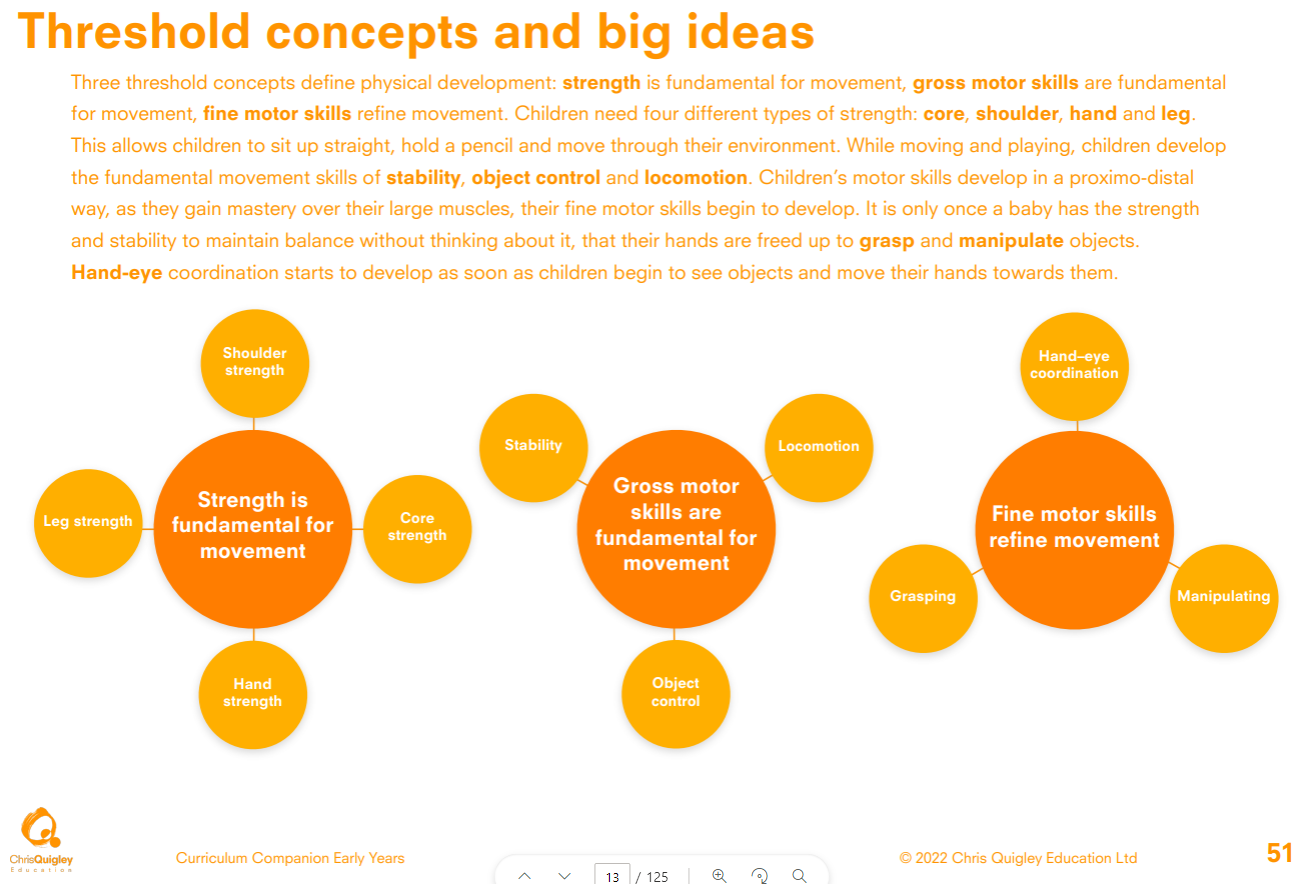 Threshold concepts and big ideas
Three threshold concepts define physical development: strength is fundamental for movement, gross motor skills are fundamental
for movement, fine motor skills refine movement. Children need four different types of strength: core, shoulder, hand and leg.
This allows children to sit up straight, hold a pencil and move through their environment. While moving and playing, children develop
the fundamental movement skills of stability, object control and locomotion. Children's motor skills develop in a proximo-distal
way, as they gain mastery over their large muscles, their fine motor skills begin to develop. It is only once a baby has the strength
and stability to maintain balance without thinking about it, that their hands are freed up to grasp and manipulate objects.
Hand-eye coordination starts to develop as soon as children begin to see objects and move their hands towards them.
Shoulder
strength
Leg strength
Strength is
fundamental for
movement
Core
strength
Hand
strength
Stability
Locomotion
Gross motor
skills are
fundamental for
movement
Object
control
Hand–eye
coordination
Fine motor skills
refine movement
Grasping
Manipulating
ChrisQuigley
Education
Curriculum Companion Early Years
13 / 125
© 2022 Chris Quigley Education Ltd
51